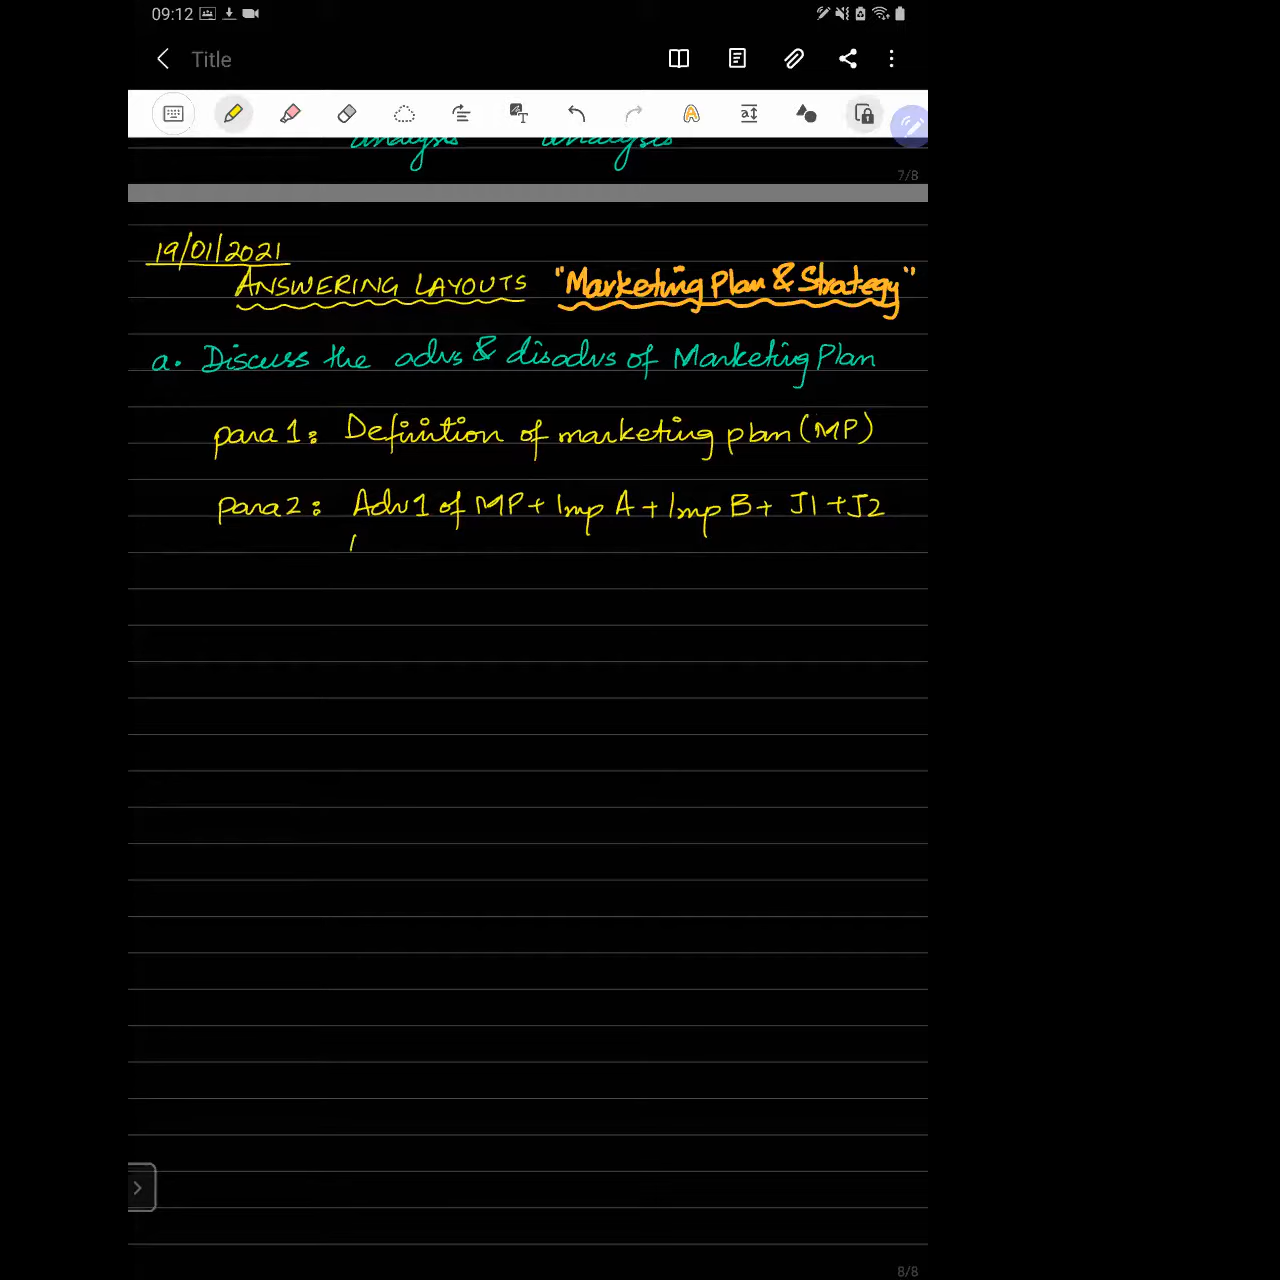 09:12
Title
analysis analysis
7/8
19/01/2021
ANSWERING LAYOUTS "Marketing Plan & Strategy"
a. Discuss the advs & disadvs of Marketing Plan
para 1: Definition of marketing plan (MP)
para 2: Adv 1 of MP + Imp A + Imp B + J1 + J2
8/8